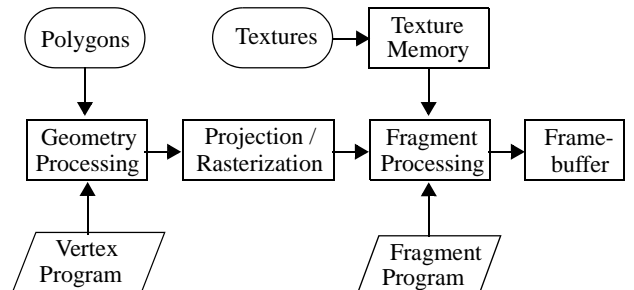 Polygons
Textures
Texture
Memory
Geometry
Processing
Projection /
Rasterization
Fragment
Processing
Frame-
buffer
Vertex
Program
Fragment
Program